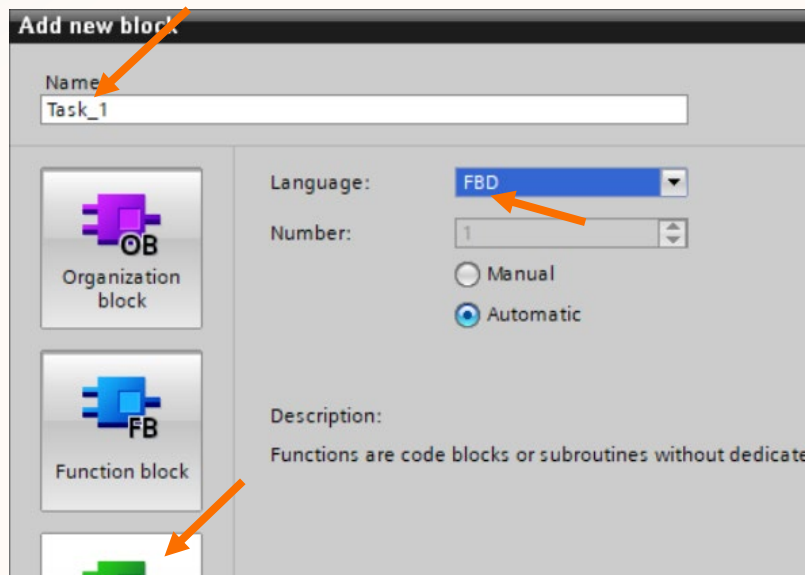 Add new block
Name
Task_1
OB
Organization
block
FB
Function block
Language:
FBD
Number:
1
Manual
Automatic
Description:
Functions are code blocks or subroutines without dedicate